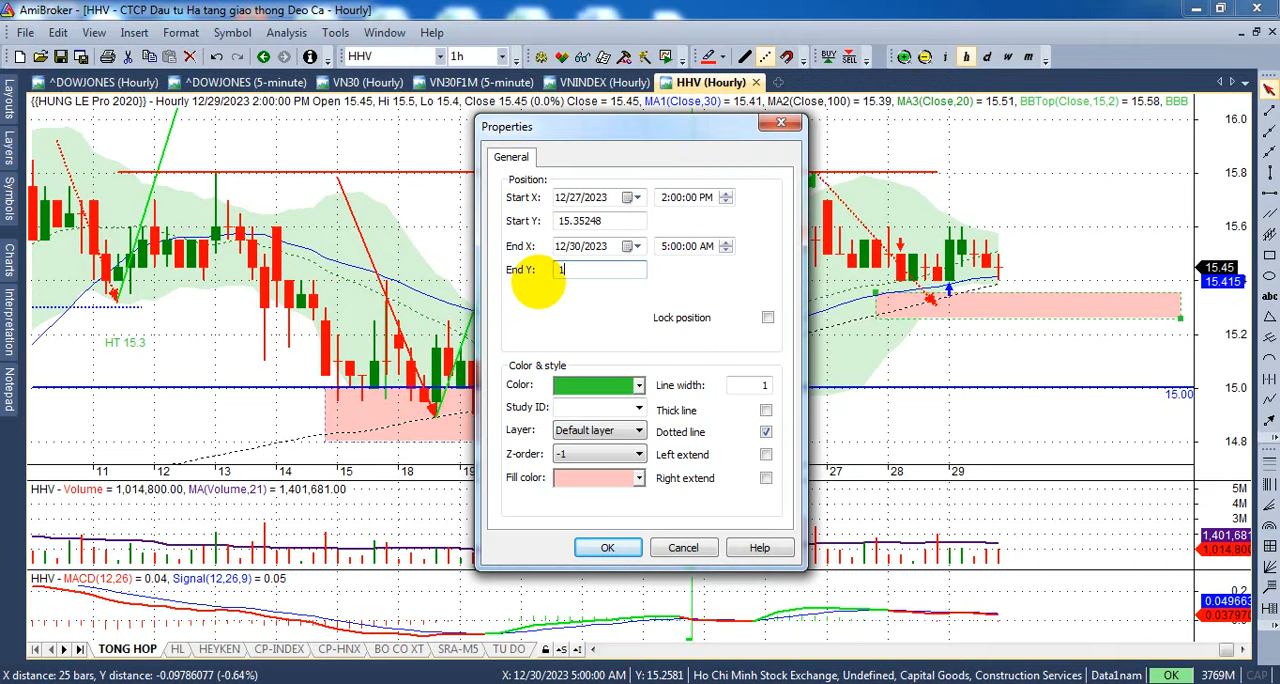 AmiBroker - [HHV - CTCP Dau tu Ha tang giao thong Deo Ca - Hourly]
File Edit View Insert Format Symbol Analysis Tools Window Help
HHV 1h BUY SELL i h d w m
^DOWJONES (Hourly) ^DOWJONES (5-minute) VN30 (Hourly) VN30F1M (5-minute) VNINDEX (Hourly) HHV (Hourly)
{{HUNG LE Pro 2020}} - Hourly 12/29/2023 2:00:00 PM Open 15.45, Hi 15.5, Lo 15.4, Close 15.45 (0.0%) Close = 15.45, MA1(Close,30) = 15.41, MA2(Close,100) = 15.39, MA3(Close,20) = 15.51, BBTop(Close,15,2) = 15.58, BBB
Layouts
Layers
Symbols
Charts
Interpretation
Notepad
Properties
General
Position:
Start X: 12/27/2023 2:00:00 PM
Start Y: 15.35248
End X: 12/30/2023 5:00:00 AM
End Y: 1
Lock position
Color & style
Color: Line width: 1
Study ID: Thick line
Layer: Default layer Dotted line
Z-order: -1 Left extend
Fill color: Right extend
OK Cancel Help
HT 15.3
16.0
15.8
15.6
15.45
15.415
15.2
15.0
15.00
14.8
11 12 13 14 15 18 19 27 28 29
HHV - Volume = 1,014,800.00, MA(Volume,21) = 1,401,681.00
5M
4M
3M
1,401,681
1,014,800
HHV - MACD(12,26) = 0.04, Signal(12,26,9) = 0.05
0.2
0.049663
0.037970
TONG HOP HL HEYKEN CP-INDEX CP-HNX BO CO XT SRA-M5 TU DO
X distance: 25 bars, Y distance: -0.09786077 (-0.64%) X: 12/30/2023 5:00:00 AM Y: 15.2581 Ho Chi Minh Stock Exchange, Undefined, Capital Goods, Construction Services Data1nam OK 3769M CAP